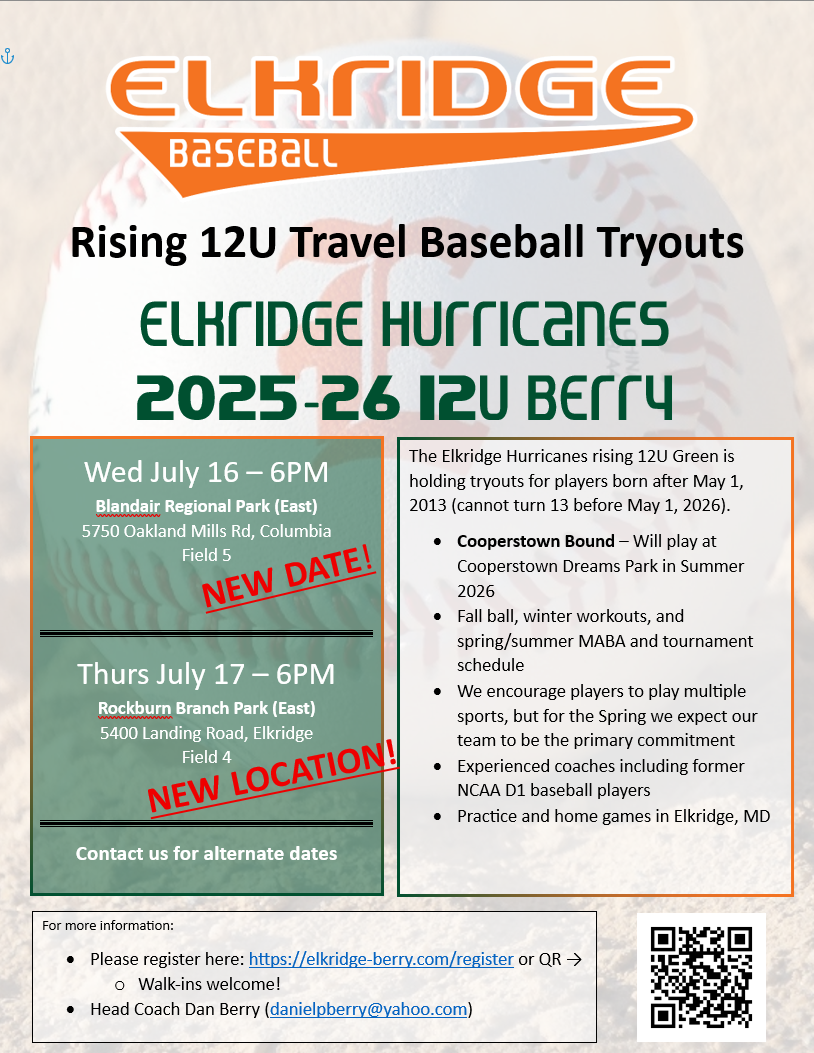 ELKRIDGE
BASEBALL
Rising 12U Travel Baseball Tryouts
ELKRIDGE HURRICANES
2025-26 12U BERRY
Wed July 16 – 6PM
Blandair Regional Park (East)
5750 Oakland Mills Rd, Columbia
Field 5
NEW DATE!
Thurs July 17 – 6PM
Rockburn Branch Park (East)
5400 Landing Road, Elkridge
Field 4
NEW LOCATION!
Contact us for alternate dates
The Elkridge Hurricanes rising 12U Green is
holding tryouts for players born after May 1,
2013 (cannot turn 13 before May 1, 2026).
• Cooperstown Bound – Will play at
Cooperstown Dreams Park in Summer
2026
• Fall ball, winter workouts, and
spring/summer MABA and tournament
schedule
• We encourage players to play multiple
sports, but for the Spring we expect our
team to be the primary commitment
• Experienced coaches including former
NCAA D1 baseball players
• Practice and home games in Elkridge, MD
For more information:
• Please register here: https://elkridge-berry.com/register or QR →
o Walk-ins welcome!
• Head Coach Dan Berry (danielpberry@yahoo.com)